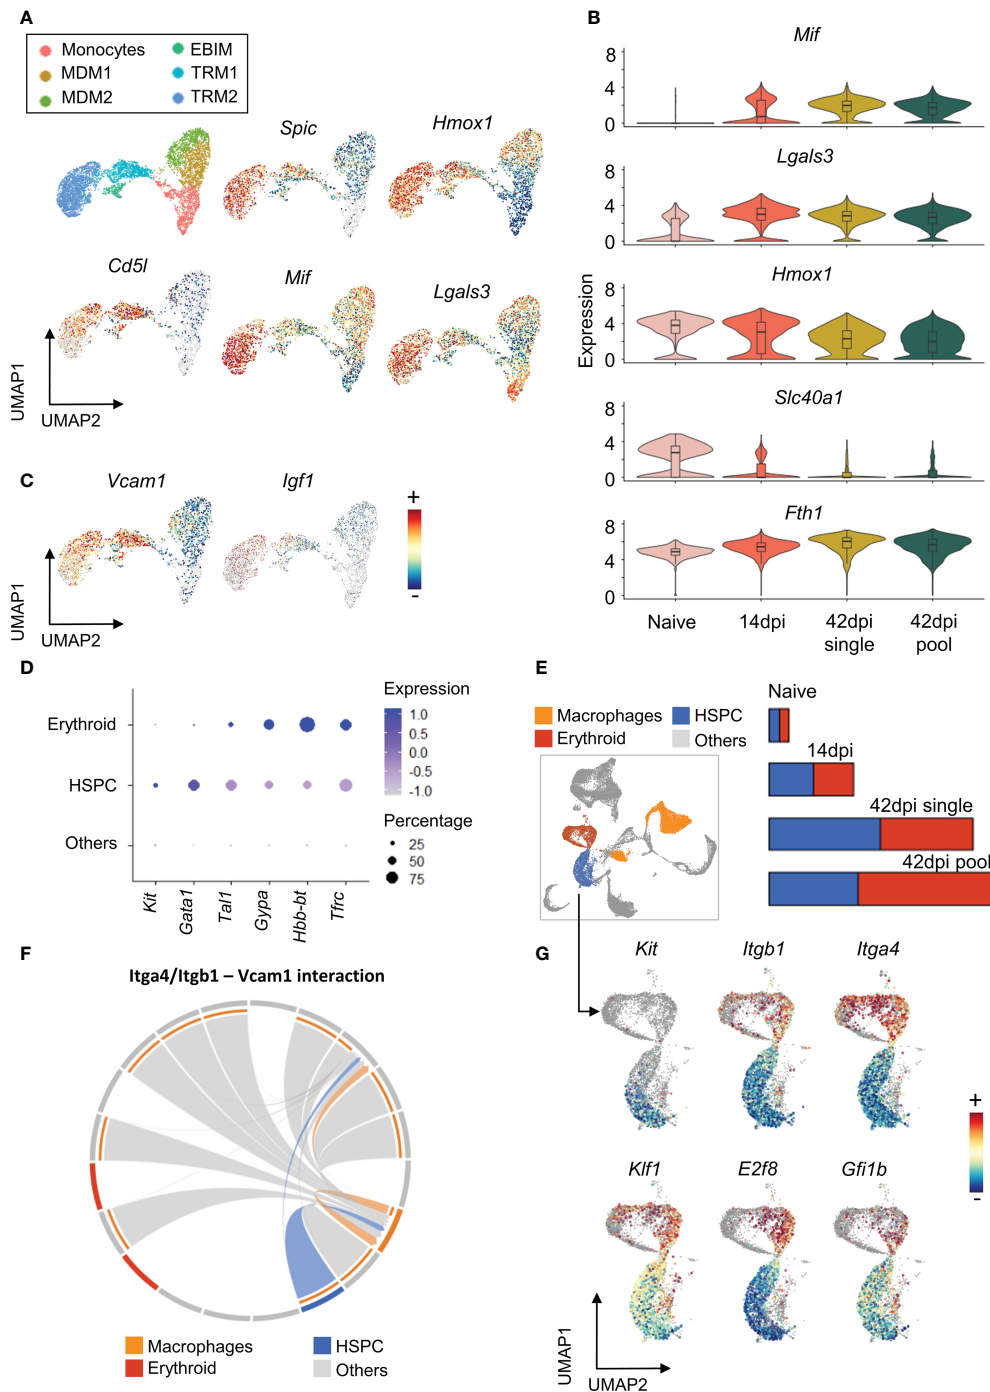 A
Monocytes
EBIM
MDM1
TRM1
MDM2
TRM2
Spic
Hmox1
Cd5l
Mif
Lgals3
UMAP1
UMAP2
B
Expression
Mif
8
4
0
Lgals3
8
4
0
Hmox1
8
4
0
Slc40a1
8
4
0
Fth1
8
4
0
Naive
14dpi
42dpi single
42dpi pool
C
Vcam1
Igf1
+
-
UMAP1
UMAP2
D
Erythroid
HSPC
Others
Kit
Gata1
Tal1
Gypa
Hbb-bt
Tfrc
Expression
1.0
0.5
0.0
-0.5
-1.0
Percentage
25
50
75
E
Macrophages
HSPC
Erythroid
Others
Naive
14dpi
42dpi single
42dpi pool
F
Itga4/Itgb1 – Vcam1 interaction
Macrophages
HSPC
Erythroid
Others
G
Kit
Itgb1
Itga4
Klf1
E2f8
Gfi1b
+
-
UMAP1
UMAP2